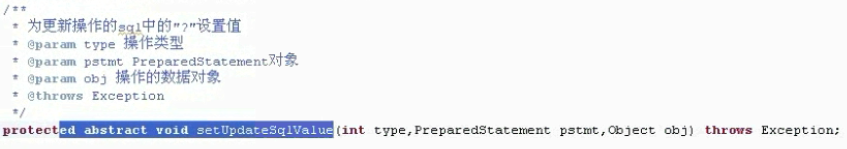 /**
 * 为更新操作的sql中的"?"设置值
 * @param type 操作类型
 * @param pstmt PreparedStatement对象
 * @param obj 操作的数据对象
 * @throws Exception
 */
protected abstract void setUpdateSqlValue(int type,PreparedStatement pstmt,Object obj) throws Exception;